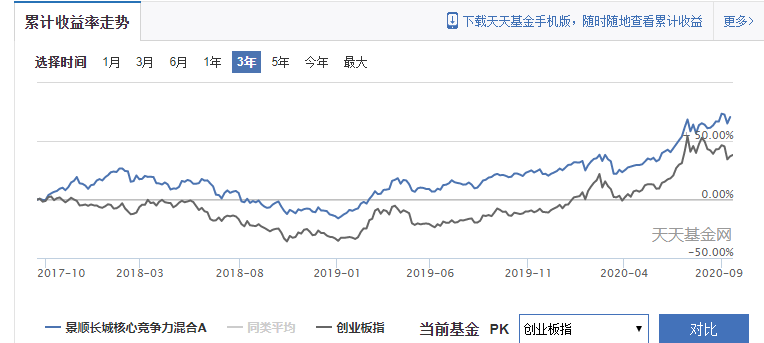 累计收益率走势 下载天天基金手机版，随时随地查看累计收益 更多>
选择时间 1月 3月 6月 1年 3年 5年 今年 最大
50.00%
0.00%
天天基金网
-50.00%
2017-10 2018-03 2018-08 2019-01 2019-06 2019-11 2020-04 2020-09
景顺长城核心竞争力混合A 同类平均 创业板指 当前基金 PK 创业板指 对比